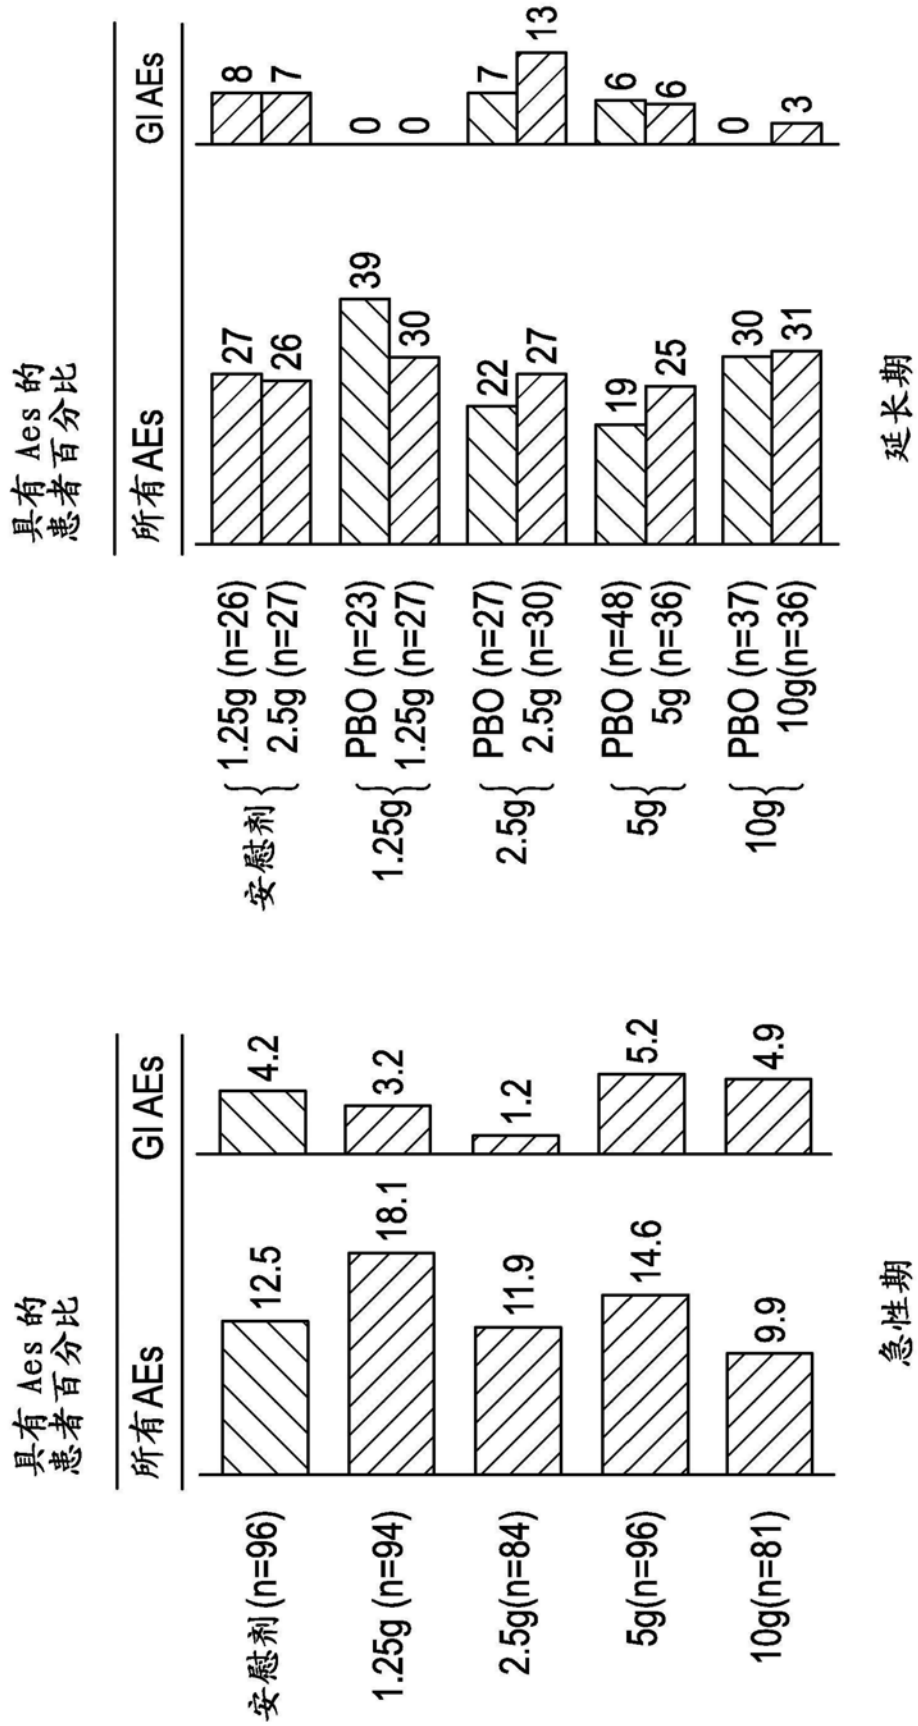 具有 Aes 的
患者百分比
所有AEs
GI AEs
安慰剂(n=96)
12.5
4.2
1.25g (n=94)
18.1
3.2
2.5g(n=84)
11.9
1.2
5g(n=96)
14.6
5.2
10g(n=81)
9.9
4.9
急性期
具有 Aes 的
患者百分比
所有AEs
GI AEs
安慰剂
1.25g (n=26)
27
8
2.5g (n=27)
26
7
1.25g
PBO (n=23)
39
0
1.25g (n=27)
30
0
2.5g
PBO (n=27)
22
7
2.5g (n=30)
27
13
5g
PBO (n=48)
19
6
5g (n=36)
25
6
10g
PBO (n=37)
30
0
10g(n=36)
31
3
延长期